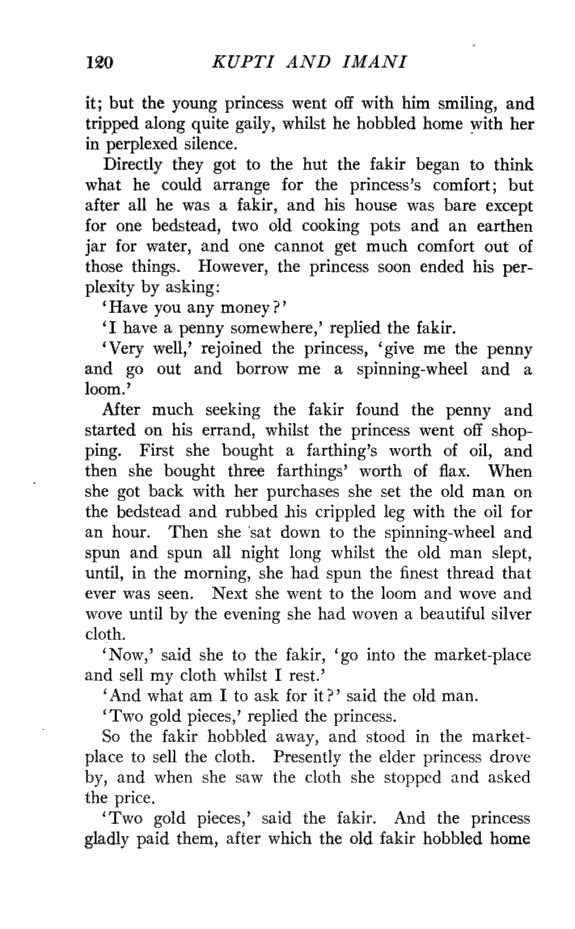 120 KUPTI AND IMANI
it; but the young princess went off with him smiling, and
tripped along quite gaily, whilst he hobbled home with her
in perplexed silence.
Directly they got to the hut the fakir began to think
what he could arrange for the princess's comfort; but
after all he was a fakir, and his house was bare except
for one bedstead, two old cooking pots and an earthen
jar for water, and one cannot get much comfort out of
those things. However, the princess soon ended his per-
plexity by asking:
'Have you any money?'
'I have a penny somewhere,' replied the fakir.
'Very well,' rejoined the princess, 'give me the penny
and go out and borrow me a spinning-wheel and a
loom.'
After much seeking the fakir found the penny and
started on his errand, whilst the princess went off shop-
ping. First she bought a farthing's worth of oil, and
then she bought three farthings' worth of flax. When
she got back with her purchases she set the old man on
the bedstead and rubbed his crippled leg with the oil for
an hour. Then she sat down to the spinning-wheel and
spun and spun all night long whilst the old man slept,
until, in the morning, she had spun the finest thread that
ever was seen. Next she went to the loom and wove and
wove until by the evening she had woven a beautiful silver
cloth.
'Now,' said she to the fakir, 'go into the market-place
and sell my cloth whilst I rest.'
'And what am I to ask for it?' said the old man.
'Two gold pieces,' replied the princess.
So the fakir hobbled away, and stood in the market-
place to sell the cloth. Presently the elder princess drove
by, and when she saw the cloth she stopped and asked
the price.
'Two gold pieces,' said the fakir. And the princess
gladly paid them, after which the old fakir hobbled home